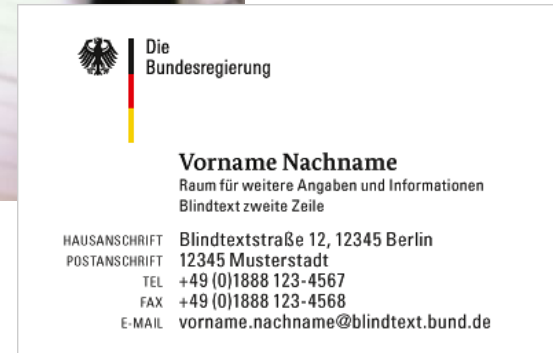 Die
Bundesregierung
Vorname Nachname
Raum für weitere Angaben und Informationen
Blindtext zweite Zeile
HAUSANSCHRIFT Blindtextstraße 12, 12345 Berlin
POSTANSCHRIFT 12345 Musterstadt
TEL +49 (0)1888 123-4567
FAX +49 (0)1888 123-4568
E-MAIL vorname.nachname@blindtext.bund.de